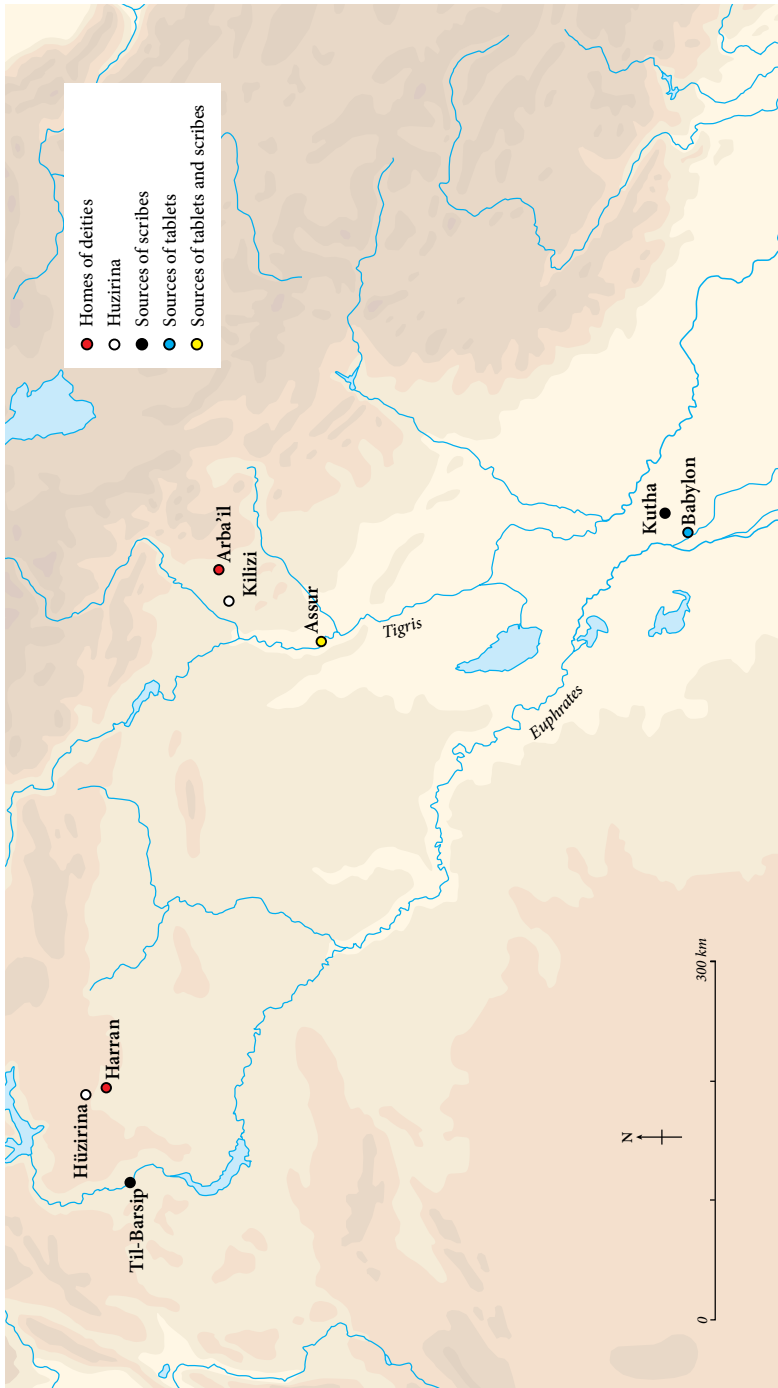 Homes of deities
Huzirina
Sources of scribes
Sources of tablets
Sources of tablets and scribes
Hüzirina
Harran
Til-Barsip
Arba'il
Kilizi
Assur
Tigris
Euphrates
Kutha
Babylon
N
0
300 km